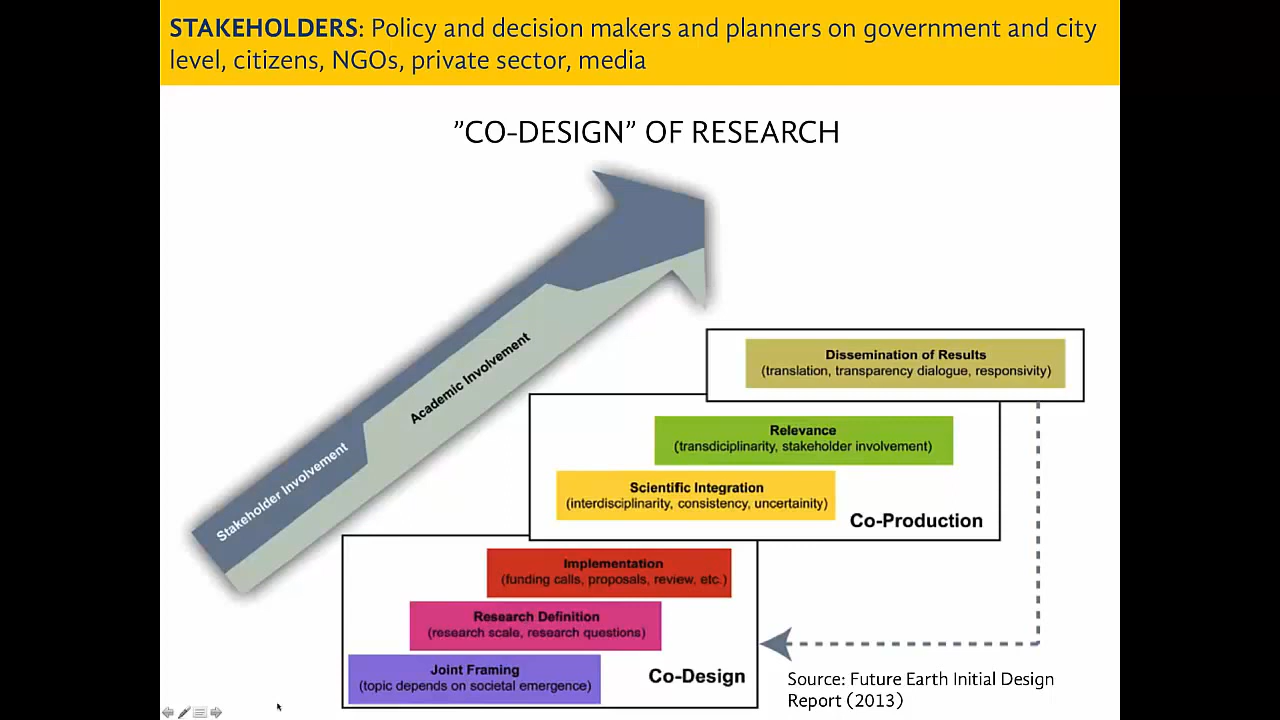 STAKEHOLDERS: Policy and decision makers and planners on government and city
level, citizens, NGOs, private sector, media
”CO-DESIGN” OF RESEARCH
Stakeholder Involvement
Academic Involvement
Dissemination of Results
(translation, transparency dialogue, responsivity)
Relevance
(transdiciplinarity, stakeholder involvement)
Scientific Integration
(interdisciplinarity, consistency, uncertainity)
Co-Production
Implementation
(funding calls, proposals, review, etc.)
Research Definition
(research scale, research questions)
Joint Framing
(topic depends on societal emergence)
Co-Design
Source: Future Earth Initial Design
Report (2013)